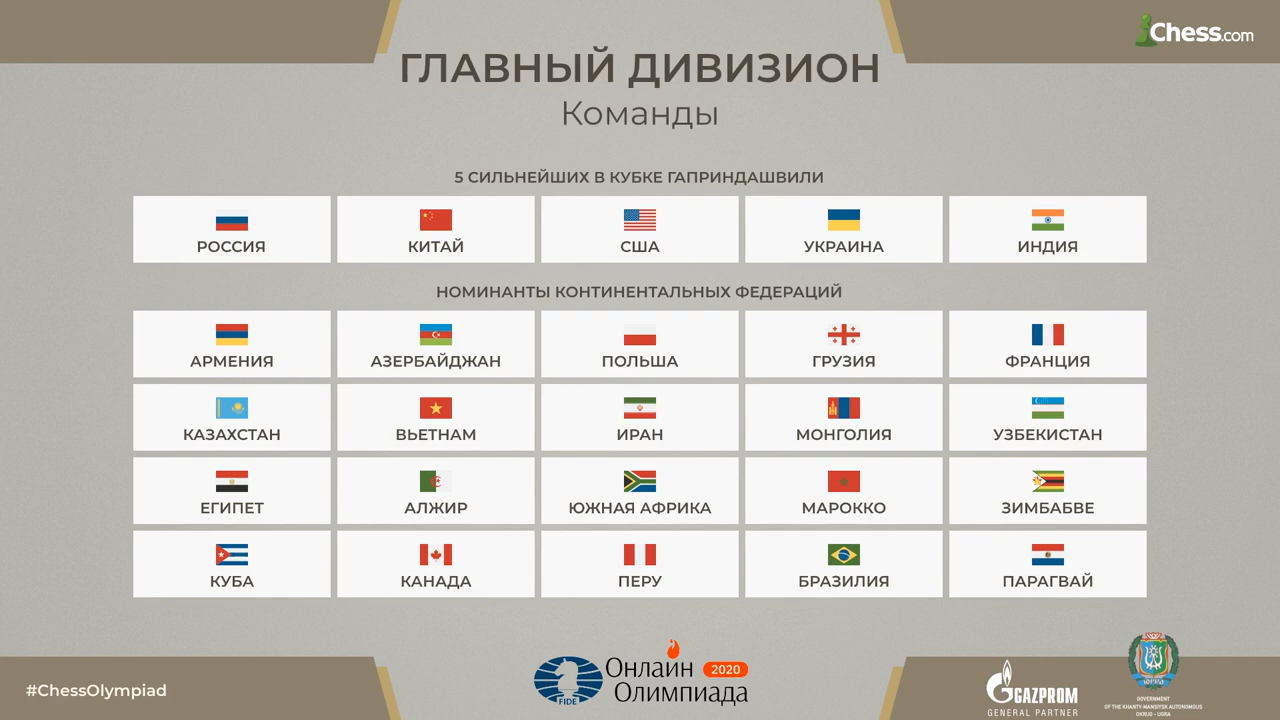 Chess.com
ГЛАВНЫЙ ДИВИЗИОН
Команды
5 СИЛЬНЕЙШИХ В КУБКЕ ГАПРИНДАШВИЛИ
РОССИЯ КИТАЙ США УКРАИНА ИНДИЯ
НОМИНАНТЫ КОНТИНЕНТАЛЬНЫХ ФЕДЕРАЦИЙ
АРМЕНИЯ АЗЕРБАЙДЖАН ПОЛЬША ГРУЗИЯ ФРАНЦИЯ
КАЗАХСТАН ВЬЕТНАМ ИРАН МОНГОЛИЯ УЗБЕКИСТАН
ЕГИПЕТ АЛЖИР ЮЖНАЯ АФРИКА МАРОККО ЗИМБАБВЕ
КУБА КАНАДА ПЕРУ БРАЗИЛИЯ ПАРАГВАЙ
#ChessOlympiad
FIDE
Онлайн 2020
Олимпиада
GAZPROM
GENERAL PARTNER
GOVERNMENT
OF THE KHANTY-MANSIYSK AUTONOMOUS
OKRUG - UGRA